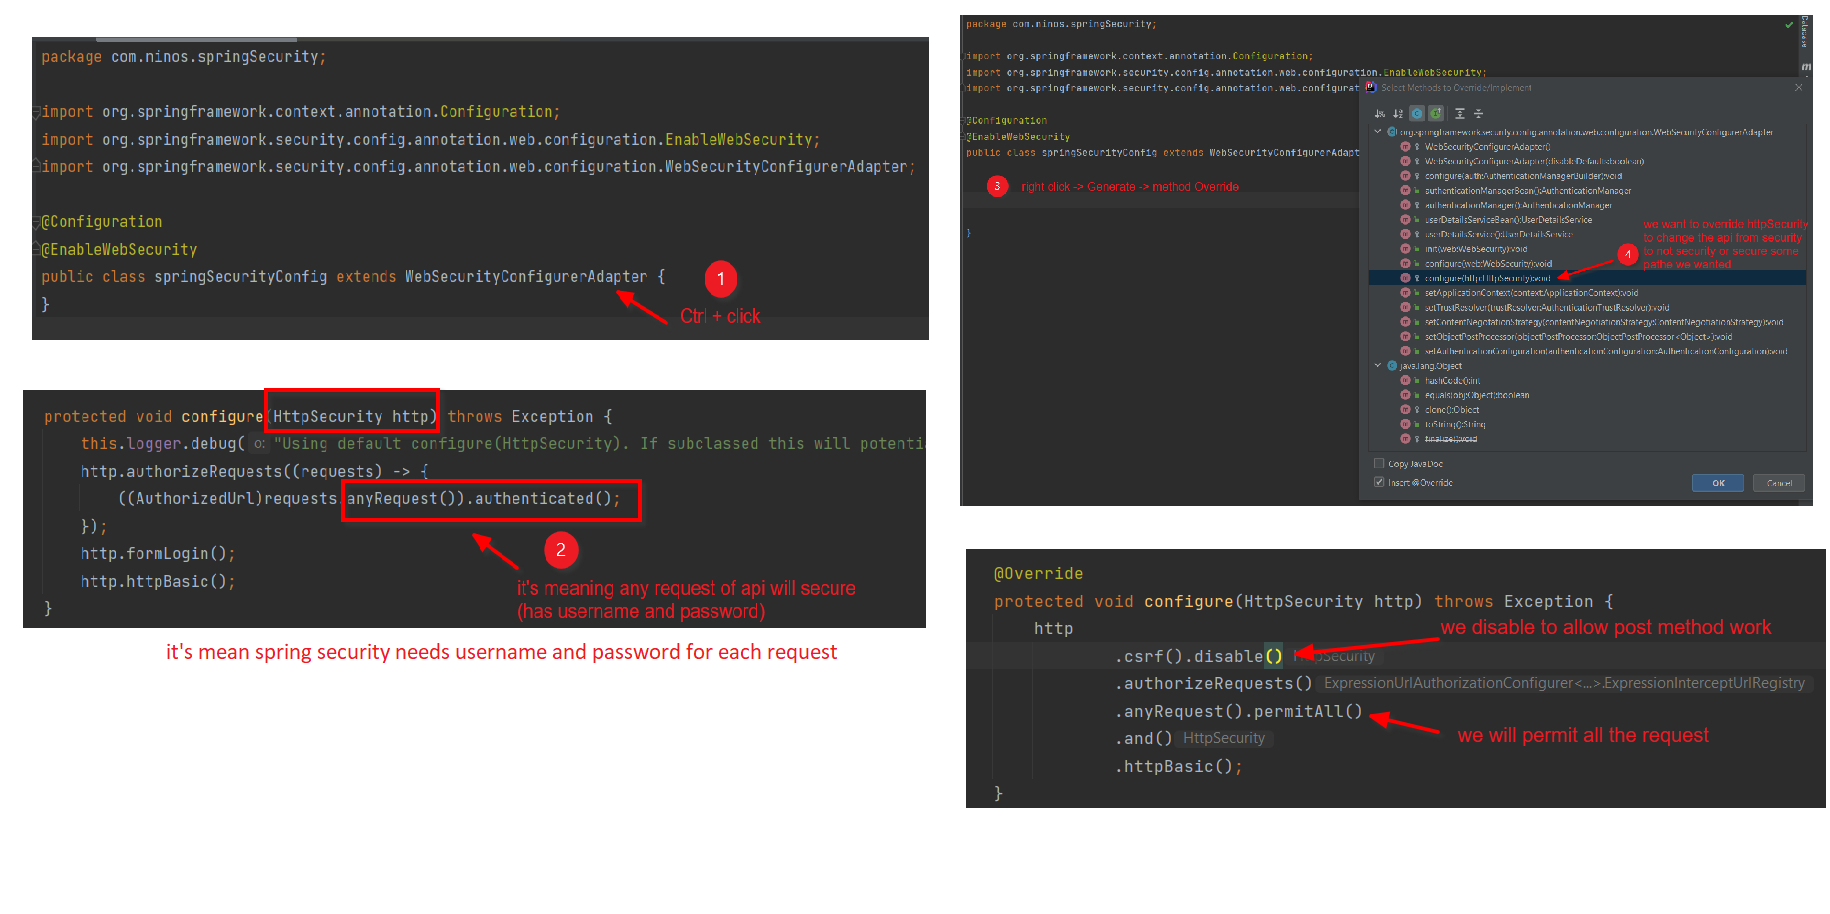 package com.ninos.springSecurity;
import org.springframework.context.annotation.Configuration;
import org.springframework.security.config.annotation.web.configuration.EnableWebSecurity;
import org.springframework.security.config.annotation.web.configuration.WebSecurityConfigurerAdapter;
@Configuration
@EnableWebSecurity
public class springSecurityConfig extends WebSecurityConfigurerAdapter {
}
1
Ctrl + click
protected void configure(HttpSecurity http) throws Exception {
this.logger.debug( o: "Using default configure(HttpSecurity). If subclassed this will potenti
http.authorizeRequests((requests) -> {
((AuthorizedUrl)requests.anyRequest()).authenticated();
});
http.formLogin();
http.httpBasic();
}
2
it's meaning any request of api will secure
(has username and password)
it's mean spring security needs username and password for each request
package com.ninos.springSecurity;
import org.springframework.context.annotation.Configuration;
import org.springframework.security.config.annotation.web.configuration.EnableWebSecurity;
import org.springframework.security.config.annotation.web.configurat
@Configuration
@EnableWebSecurity
public class springSecurityConfig extends WebSecurityConfigurerAdapt
3
right click -> Generate -> method Override
}
Database
m
Select Methods to Override/Implement
org.springframework.security.config.annotation.web.configuration.WebSecurityConfigurerAdapter
WebSecurityConfigurerAdapter()
WebSecurityConfigurerAdapter(disableDefaults:boolean)
configure(auth:AuthenticationManagerBuilder):void
authenticationManagerBean():AuthenticationManager
authenticationManager():AuthenticationManager
userDetailsServiceBean():UserDetailsService
userDetailsService():UserDetailsService
init(web:WebSecurity):void
configure(web:WebSecurity):void
configure(http:HttpSecurity):void
setApplicationContext(context:ApplicationContext):void
setTrustResolver(trustResolver:AuthenticationTrustResolver):void
setContentNegotationStrategy(contentNegotiationStrategy:ContentNegotiationStrategy):void
setObjectPostProcessor(objectPostProcessor:ObjectPostProcessor<Object>):void
setAuthenticationConfiguration(authenticationConfiguration:AuthenticationConfiguration):void
java.lang.Object
hashCode():int
equals(obj:Object):boolean
clone():Object
toString():String
finalize():void
Copy JavaDoc
Insert @Override
OK
Cancel
4
we want to override httpSecurity
to change the api from security
to not security or secure some
pathe we wanted
@Override
protected void configure(HttpSecurity http) throws Exception {
http
we disable to allow post method work
.csrf().disable() HttpSecurity
.authorizeRequests() ExpressionUrlAuthorizationConfigurer<...>.ExpressionInterceptUrlRegistry
.anyRequest().permitAll()
we will permit all the request
.and() HttpSecurity
.httpBasic();
}